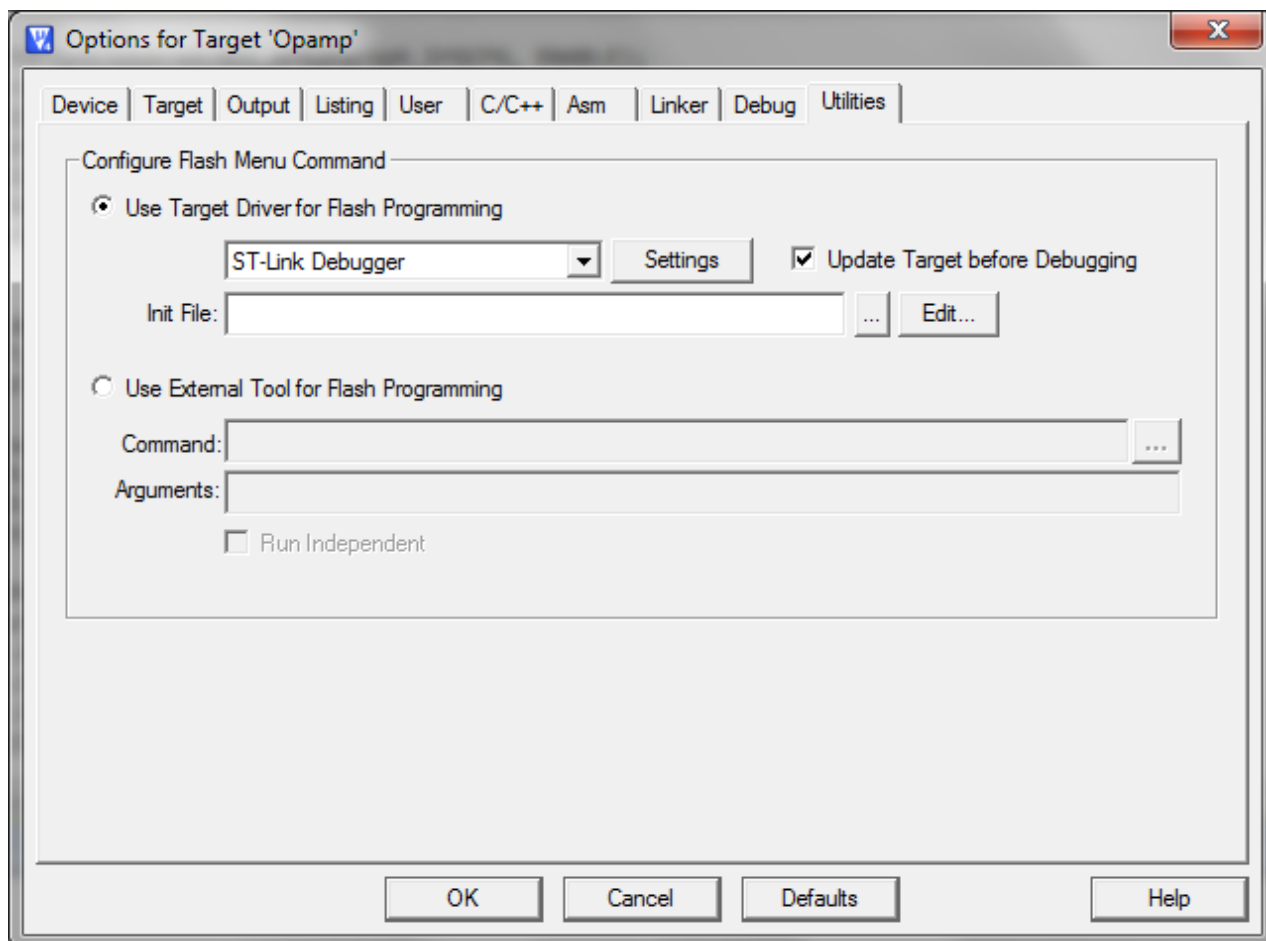 Options for Target 'Opamp'
Device Target Output Listing User C/C++ Asm Linker Debug Utilities
Configure Flash Menu Command
Use Target Driver for Flash Programming
ST-Link Debugger Settings Update Target before Debugging
Init File: ... Edit...
Use External Tool for Flash Programming
Command: ...
Arguments:
Run Independent
OK Cancel Defaults Help